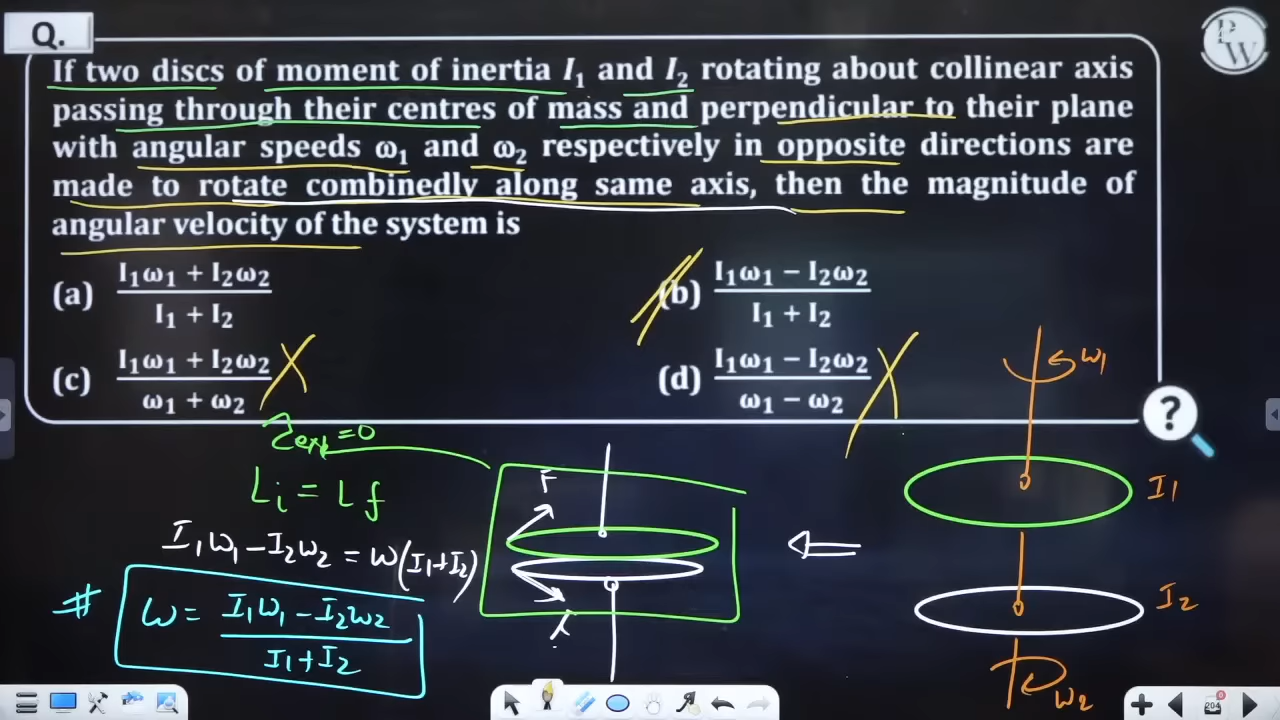 Q.
PW
If two discs of moment of inertia I₁ and I₂ rotating about collinear axis
passing through their centres of mass and perpendicular to their plane
with angular speeds ω₁ and ω₂ respectively in opposite directions are
made to rotate combinedly along same axis, then the magnitude of
angular velocity of the system is
(a) I₁ω₁ + I₂ω₂ / I₁ + I₂
(b) I₁ω₁ − I₂ω₂ / I₁ + I₂
(c) I₁ω₁ + I₂ω₂ / ω₁ + ω₂
(d) I₁ω₁ − I₂ω₂ / ω₁ − ω₂
?
ω₁
τext = 0
Li = Lf
F
I₁
I₁ω₁ − I₂ω₂ = ω(I₁+I₂)
# ω = I₁ω₁ − I₂ω₂ / I₁+I₂
I₂
ω₂
204